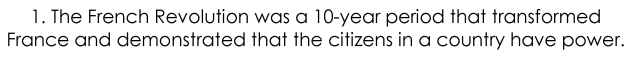 1. The French Revolution was a 10-year period that transformed
France and demonstrated that the citizens in a country have power.